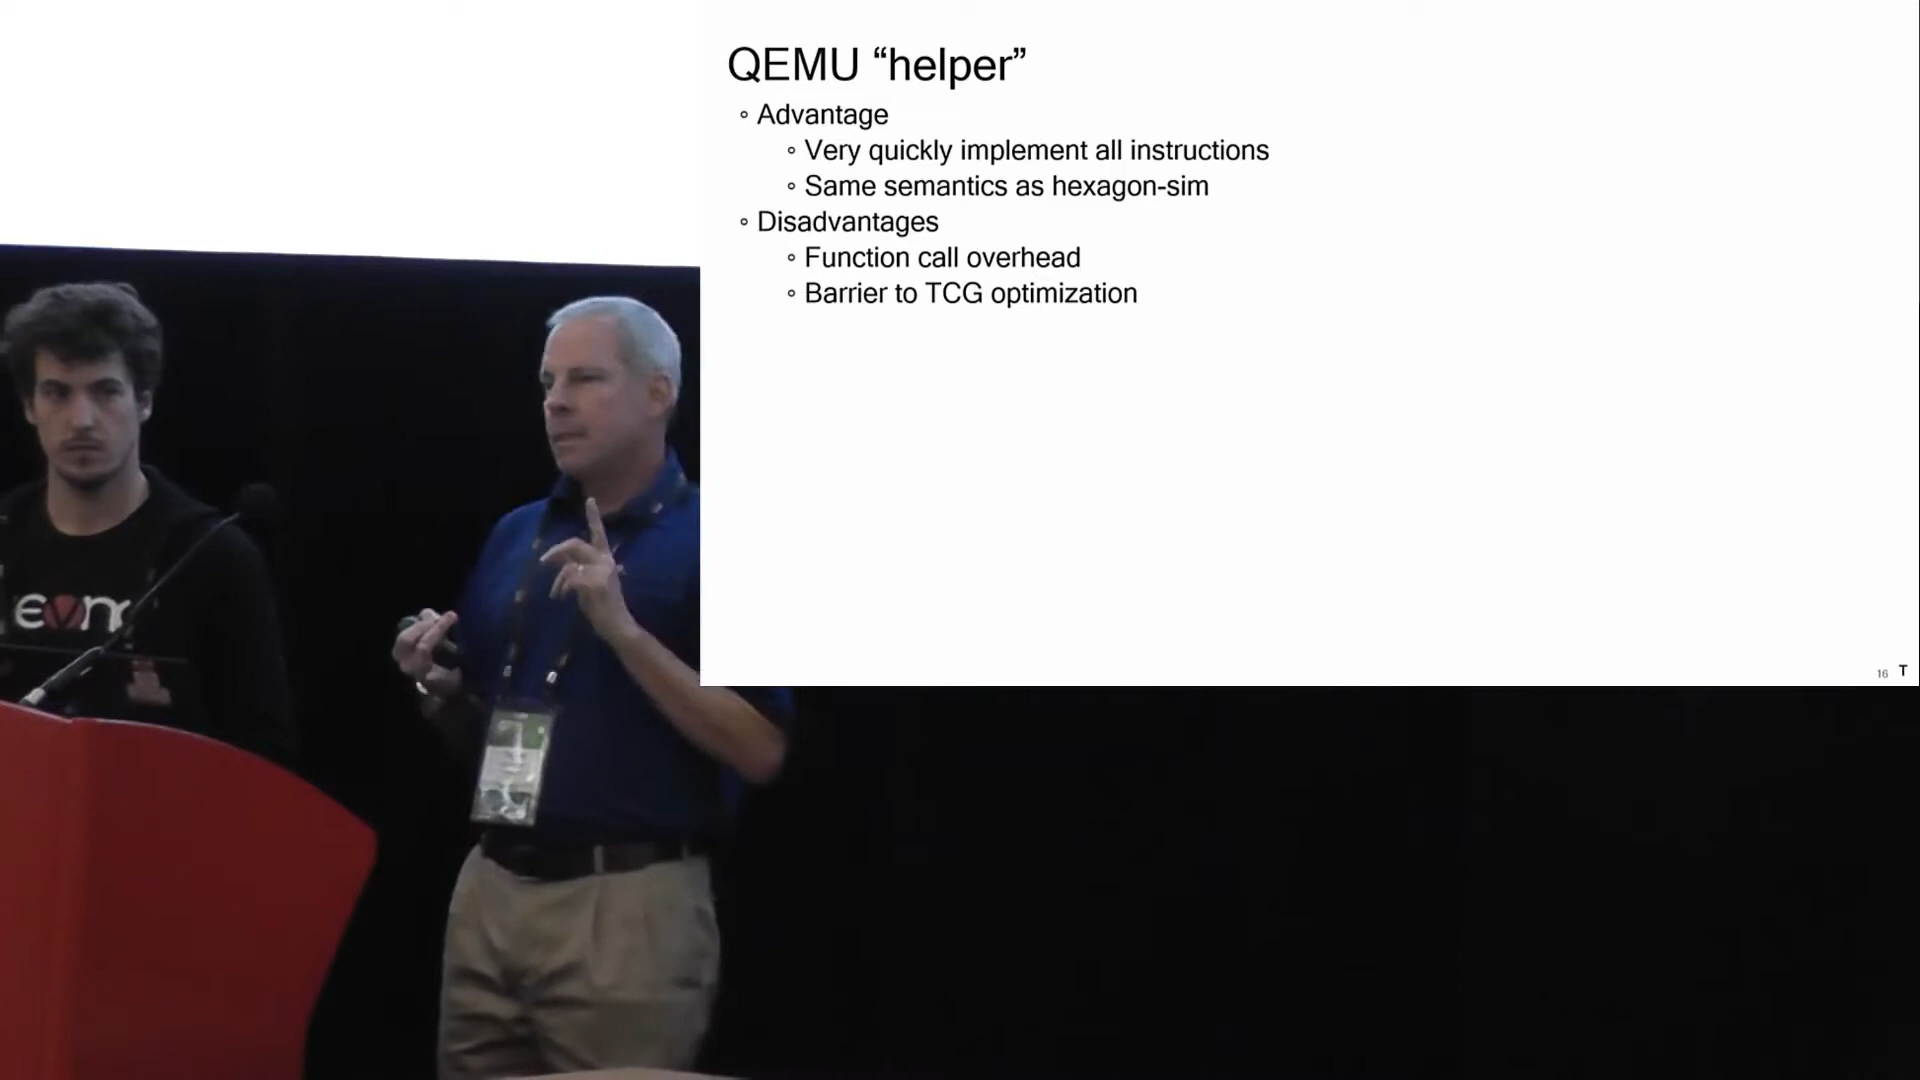 QEMU “helper”
◦ Advantage
◦ Very quickly implement all instructions
◦ Same semantics as hexagon-sim
◦ Disadvantages
◦ Function call overhead
◦ Barrier to TCG optimization
16 T